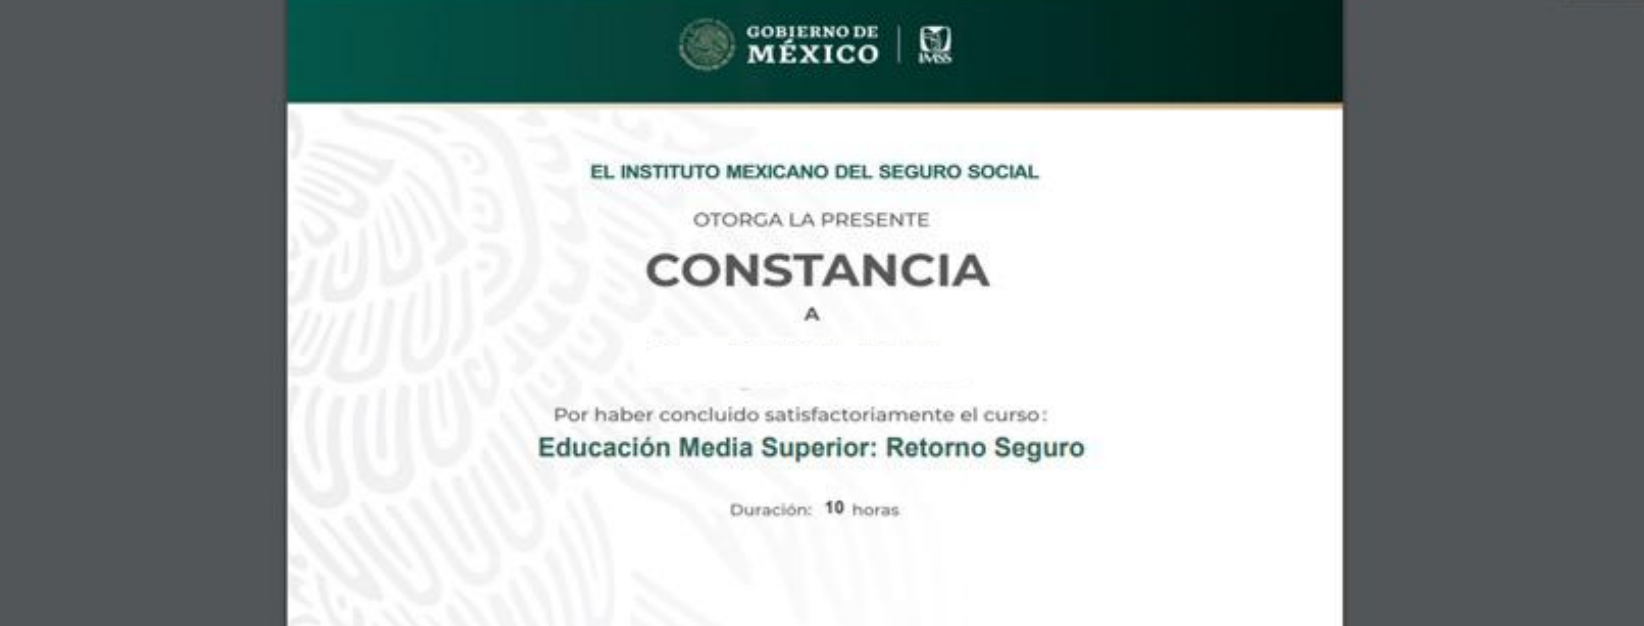 GOBIERNO DE
MÉXICO
IMSS
EL INSTITUTO MEXICANO DEL SEGURO SOCIAL
OTORGA LA PRESENTE
CONSTANCIA
A
Por haber concluido satisfactoriamente el curso:
Educación Media Superior: Retorno Seguro
Duración: 10 horas